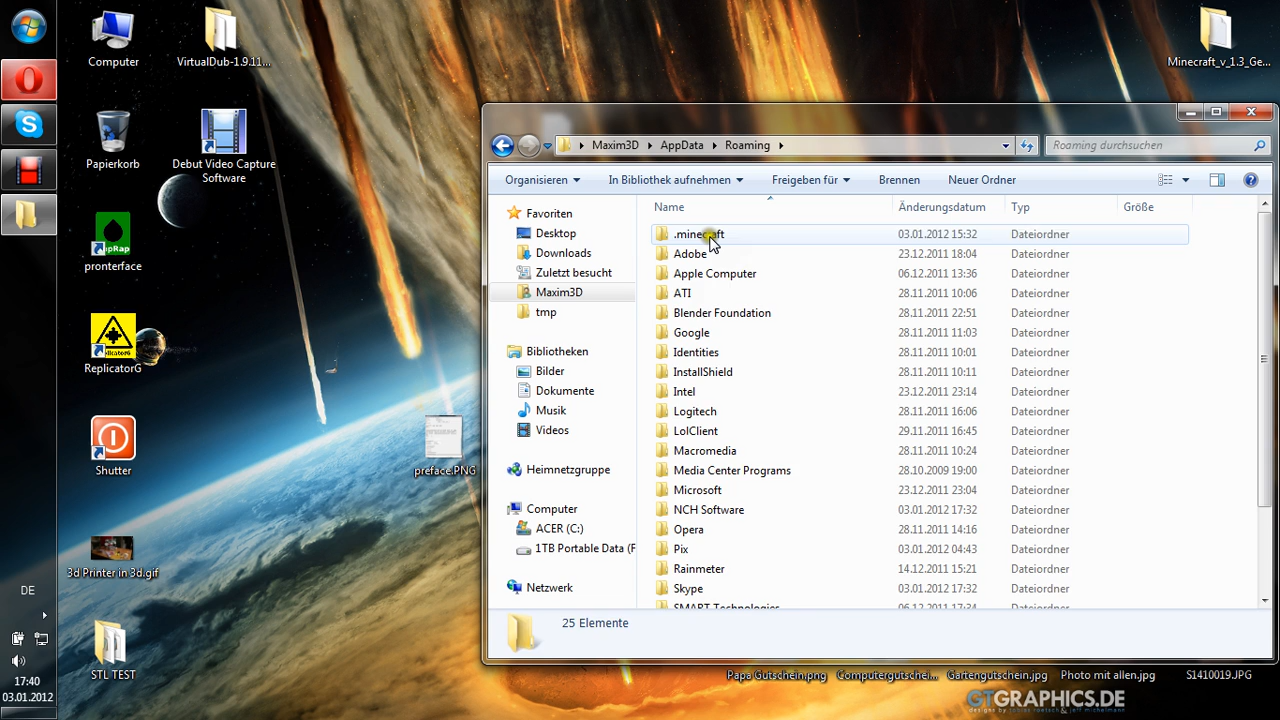 Computer
VirtualDub-1.9.11...
Minecraft_v_1.3_Ge...
Papierkorb
Debut Video Capture
Software
pronterface
ReplicatorG
Shutter
preface.PNG
3d Printer in 3d.gif
STL TEST
DE
17:40
03.01.2012
Maxim3D
AppData
Roaming
Roaming durchsuchen
Organisieren
In Bibliothek aufnehmen
Freigeben für
Brennen
Neuer Ordner
Favoriten
Desktop
Downloads
Zuletzt besucht
Maxim3D
tmp
Bibliotheken
Bilder
Dokumente
Musik
Videos
Heimnetzgruppe
Computer
ACER (C:)
1TB Portable Data (F
Netzwerk
Name Änderungsdatum Typ Größe
.minecraft 03.01.2012 15:32 Dateiordner
Adobe 23.12.2011 18:04 Dateiordner
Apple Computer 06.12.2011 13:36 Dateiordner
ATI 28.11.2011 10:06 Dateiordner
Blender Foundation 28.11.2011 22:51 Dateiordner
Google 28.11.2011 11:03 Dateiordner
Identities 28.11.2011 10:01 Dateiordner
InstallShield 28.11.2011 10:11 Dateiordner
Intel 23.12.2011 23:14 Dateiordner
Logitech 28.11.2011 16:06 Dateiordner
LolClient 29.11.2011 16:45 Dateiordner
Macromedia 28.11.2011 10:24 Dateiordner
Media Center Programs 28.10.2009 19:00 Dateiordner
Microsoft 23.12.2011 23:04 Dateiordner
NCH Software 03.01.2012 17:32 Dateiordner
Opera 28.11.2011 14:16 Dateiordner
Pix 03.01.2012 04:43 Dateiordner
Rainmeter 14.12.2011 15:21 Dateiordner
Skype 03.01.2012 17:32 Dateiordner
SMART Technologies 06.12.2011 17:34 Dateiordner
25 Elemente
Papa Gutschein.png
Computergutschei...
Gartengutschein.jpg
Photo mit allen.jpg
S1410019.JPG
GTGRAPHICS.DE